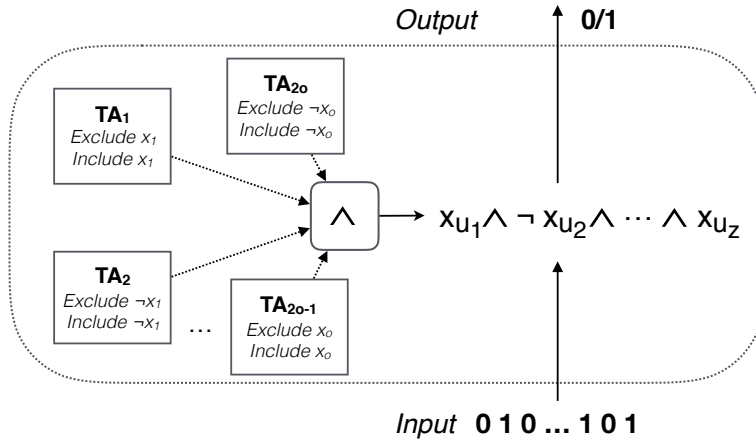 Output 0/1
TA2o
Exclude ¬xo
Include ¬xo
TA1
Exclude x1
Include x1
∧
xu1 ∧ ¬ xu2 ∧ ⋯ ∧ xuz
TA2
Exclude ¬x1
Include ¬x1
...
TA2o-1
Exclude xo
Include xo
Input 0 1 0 ... 1 0 1